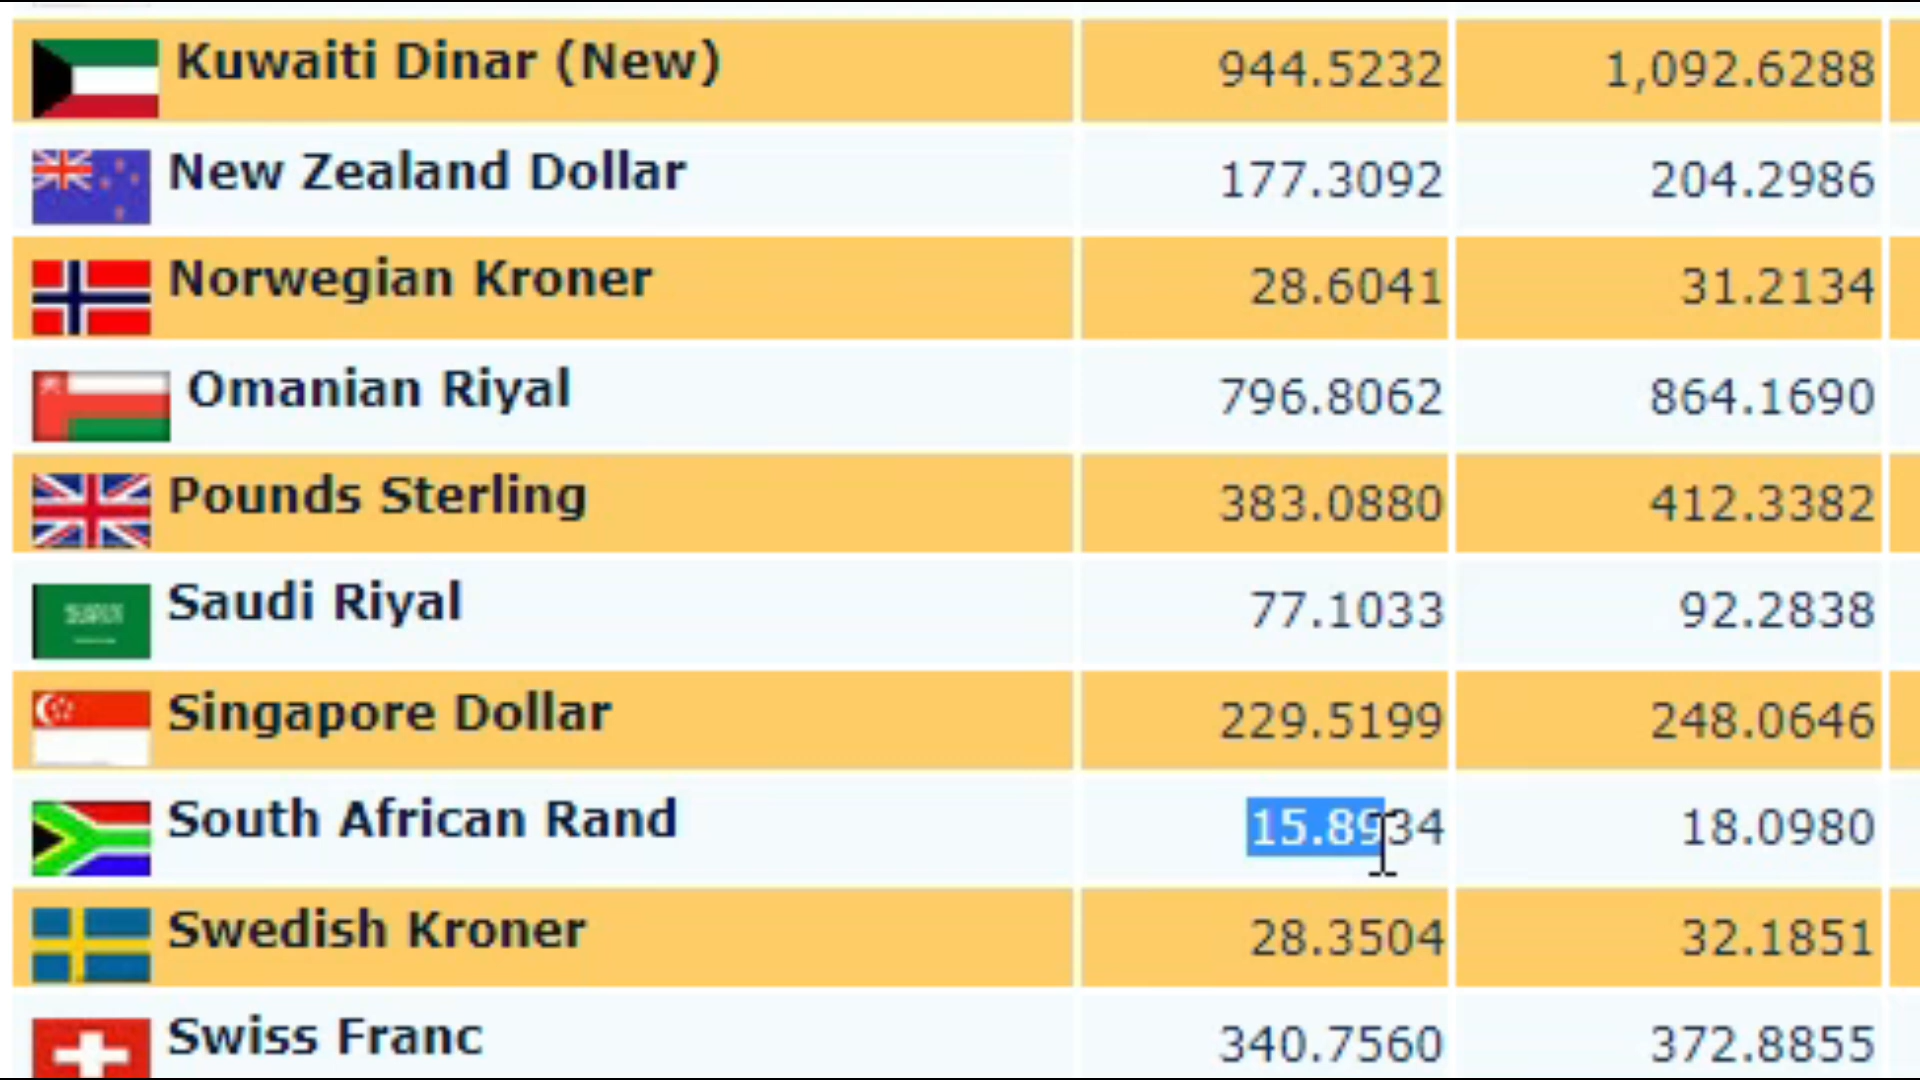 Kuwaiti Dinar (New) 944.5232 1,092.6288
New Zealand Dollar 177.3092 204.2986
Norwegian Kroner 28.6041 31.2134
Omanian Riyal 796.8062 864.1690
Pounds Sterling 383.0880 412.3382
Saudi Riyal 77.1033 92.2838
Singapore Dollar 229.5199 248.0646
South African Rand 15.8934 18.0980
Swedish Kroner 28.3504 32.1851
Swiss Franc 340.7560 372.8855